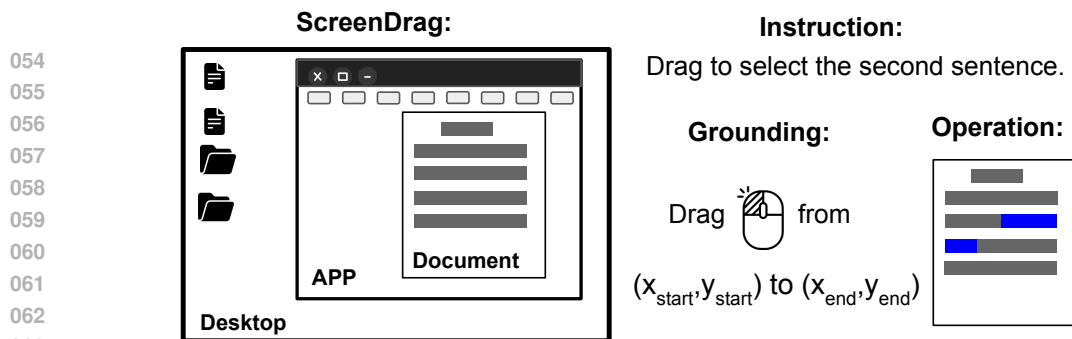 ScreenDrag:
Instruction:
054
055
056
057
058
059
060
061
062
Drag to select the second sentence.
Grounding:
Operation:
Drag from
(xstart,ystart) to (xend,yend)
Document
APP
Desktop